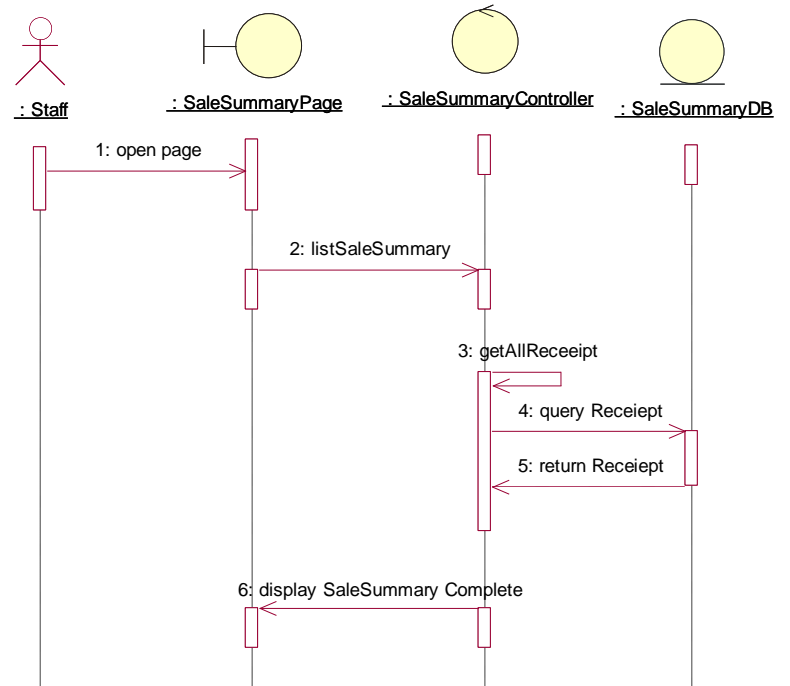 : Staff
: SaleSummaryPage
: SaleSummaryController
: SaleSummaryDB
1: open page
2: listSaleSummary
3: getAllReceeipt
4: query Receiept
5: return Receiept
6: display SaleSummary Complete